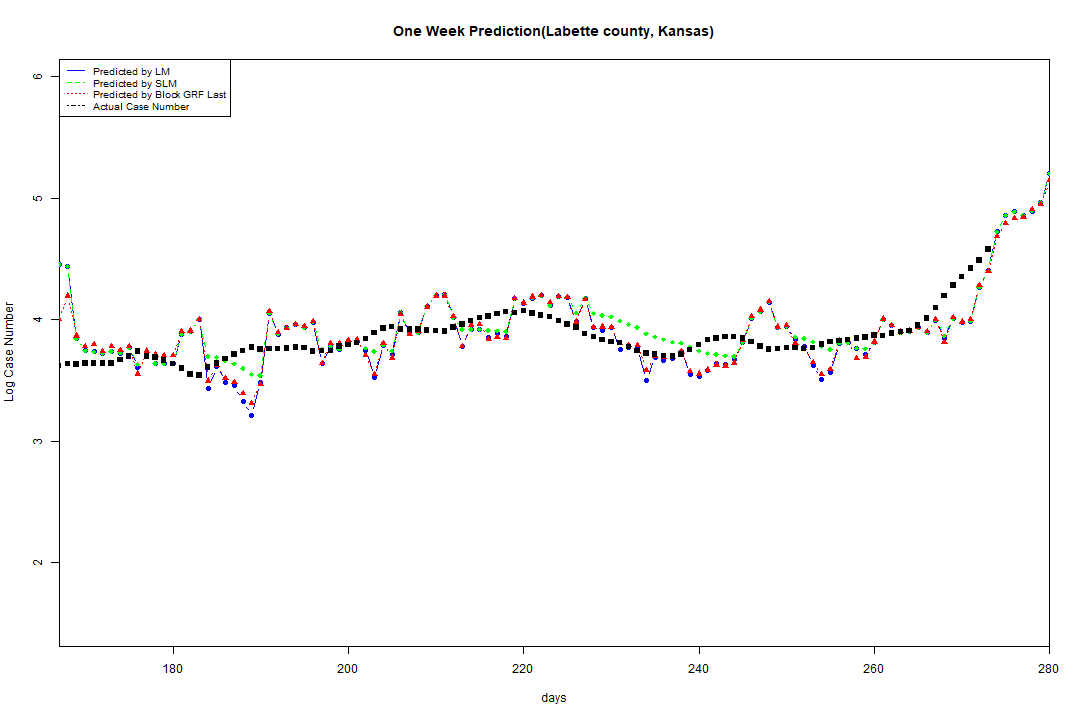 One Week Prediction(Labette county, Kansas)
Predicted by LM
Predicted by SLM
Predicted by Block GRF Last
Actual Case Number
6
5
4
3
2
Log Case Number
180 200 220 240 260 280
days